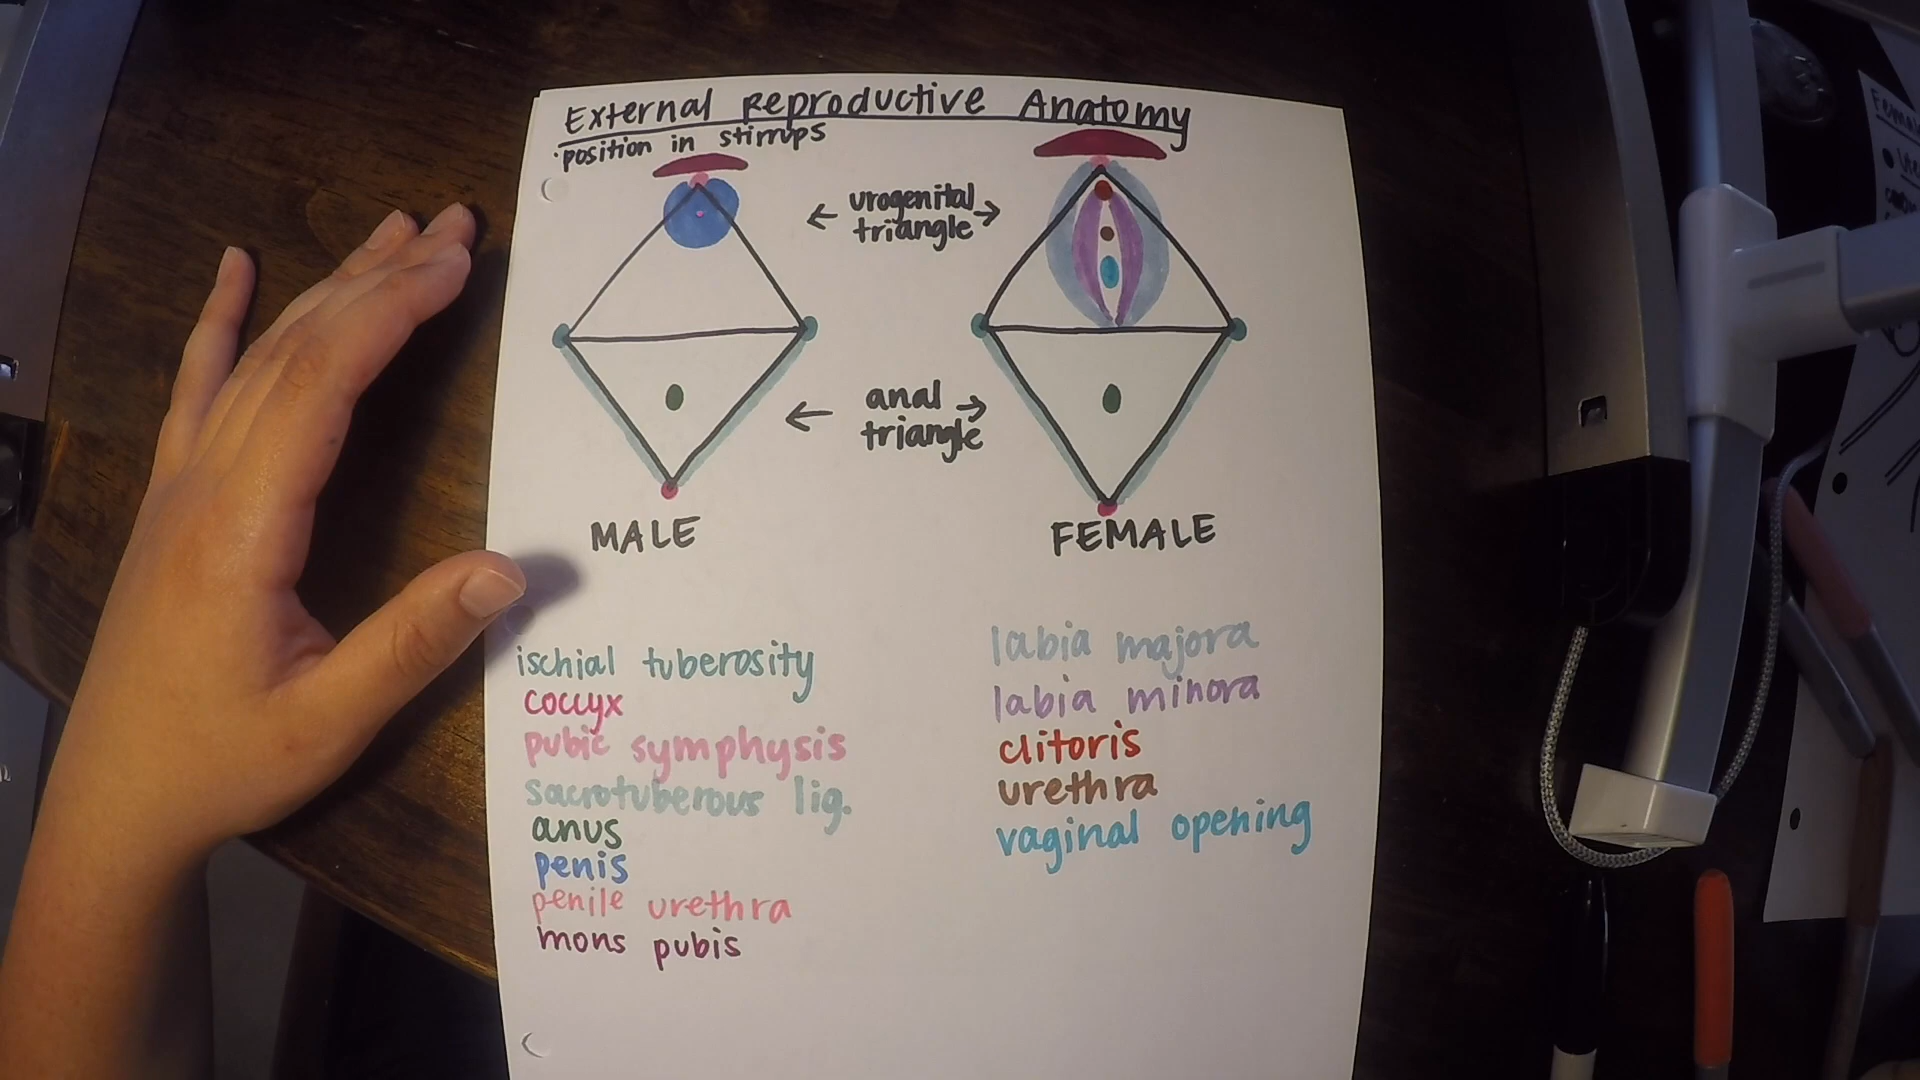 External Reproductive Anatomy
·position in stirrups
← urogenital →
triangle
← anal →
triangle
MALE
FEMALE
ischial tuberosity
coccyx
pubic symphysis
sacrotuberous lig.
anus
penis
penile urethra
mons pubis
labia majora
labia minora
clitoris
urethra
vaginal opening